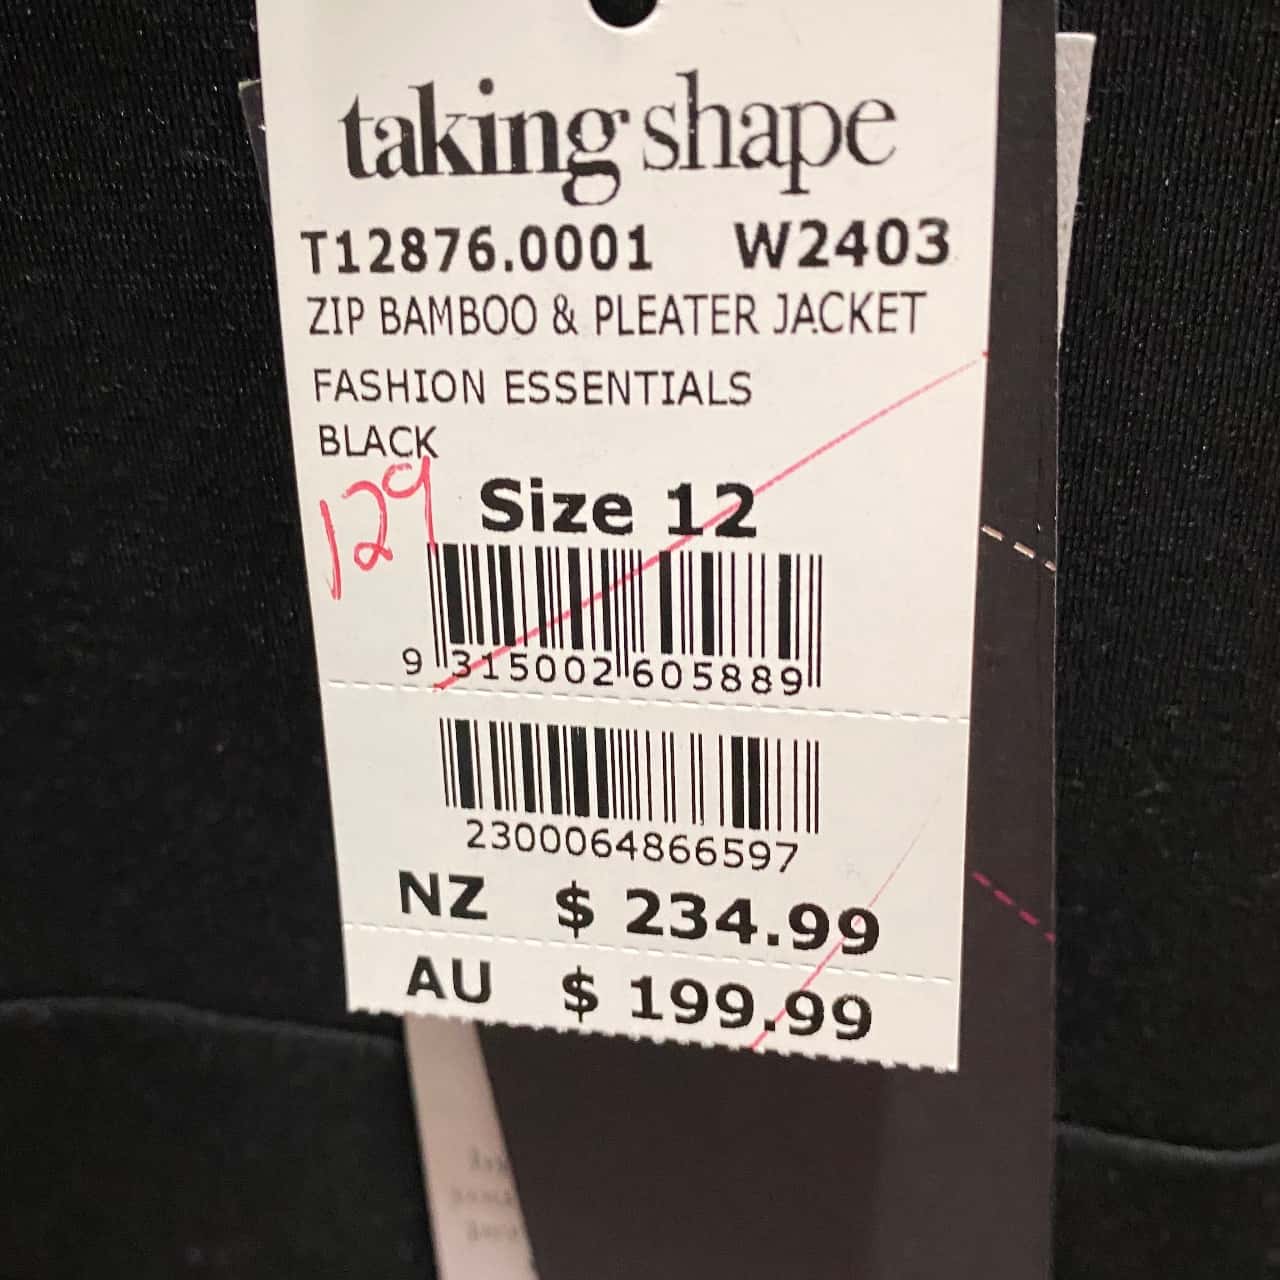 taking shape
T12876.0001 W2403
ZIP BAMBOO & PLEATER JACKET
FASHION ESSENTIALS
BLACK
129
Size 12
9 315002 605889
2300064866597
NZ $ 234.99
AU $ 199.99